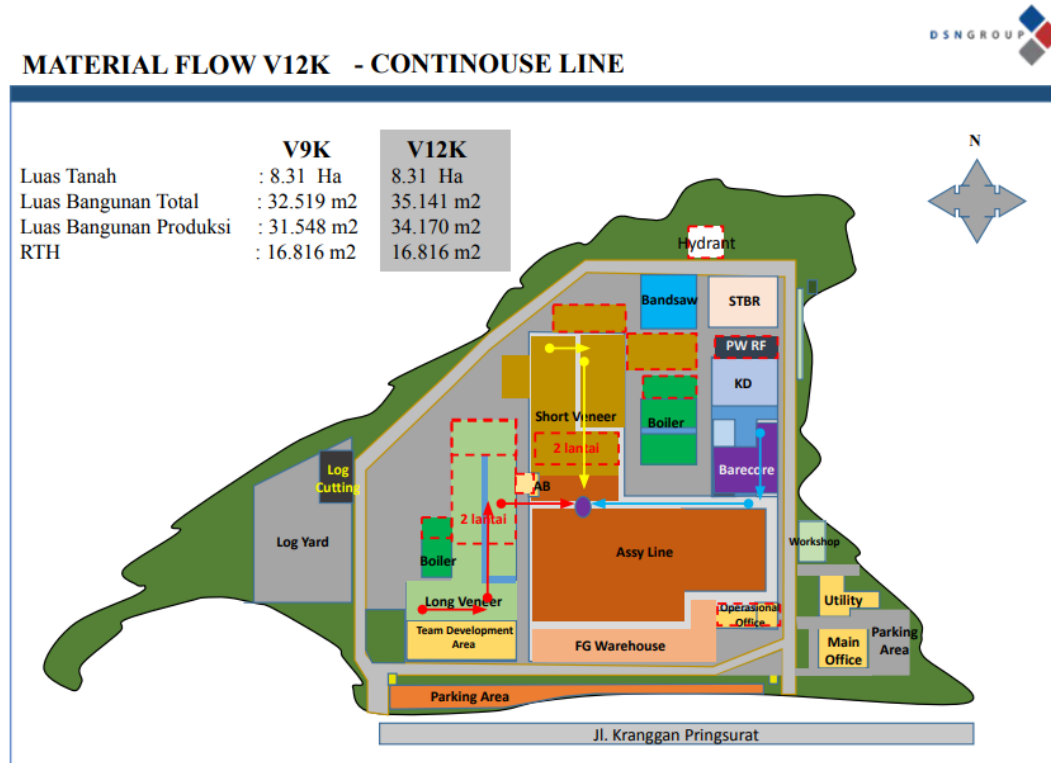 DSNGROUP
MATERIAL FLOW V12K - CONTINOUSE LINE
V9K V12K
Luas Tanah : 8.31 Ha 8.31 Ha
Luas Bangunan Total : 32.519 m2 35.141 m2
Luas Bangunan Produksi : 31.548 m2 34.170 m2
RTH : 16.816 m2 16.816 m2
N
Hydrant
Bandsaw
STBR
PW RF
KD
Short Veneer
Boiler
2 lantai
Barecore
Log
Cutting
AB
Log Yard
2 lantai
Boiler
Assy Line
Workshop
Long Veneer
Utility
Operasional
Office
Team Development
Area
FG Warehouse
Main
Office
Parking
Area
Parking Area
Jl. Kranggan Pringsurat